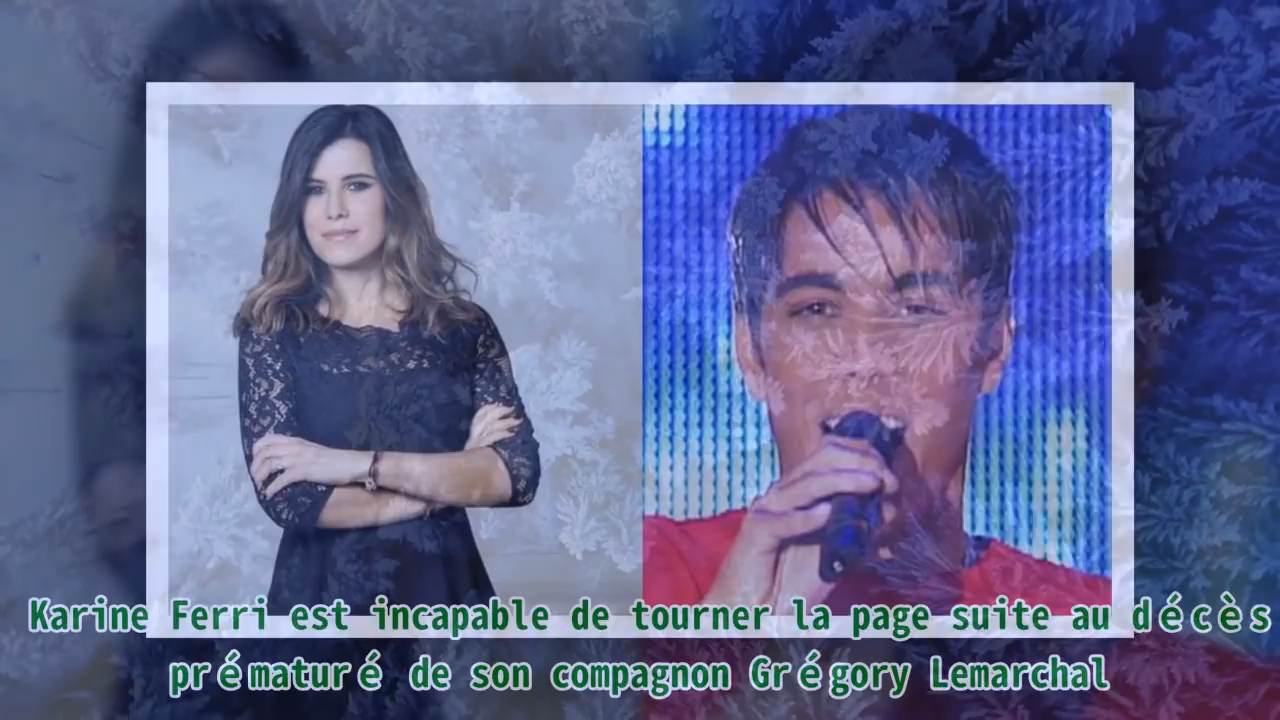 Karine Ferri est incapable de tourner la page suite au décès
prématuré de son compagnon Grégory Lemarchal